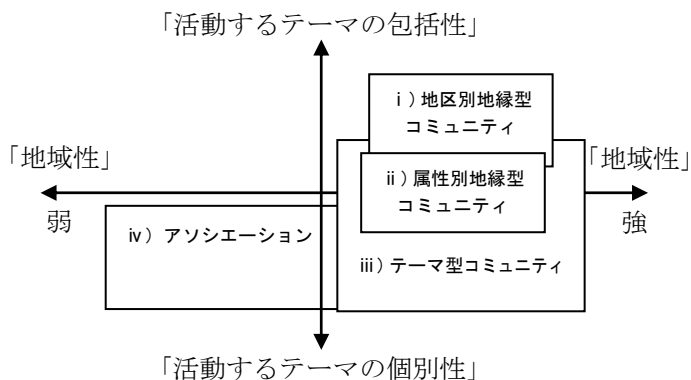 「活動するテーマの包括性」
ⅰ）地区別地縁型
コミュニティ
「地域性」
「地域性」
ⅱ）属性別地縁型
コミュニティ
弱
強
ⅳ）アソシエーション
ⅲ）テーマ型コミュニティ
「活動するテーマの個別性」